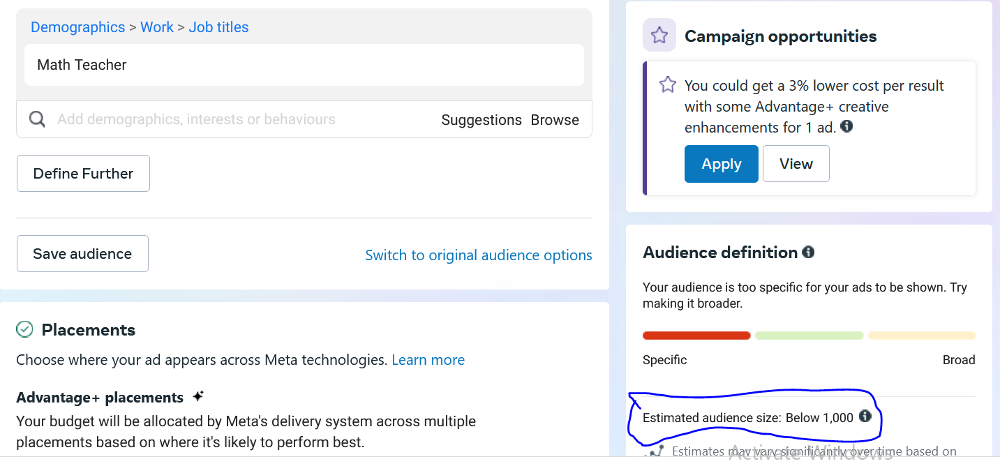 Demographics > Work > Job titles
Math Teacher
Add demographics, interests or behaviours Suggestions Browse
Define Further
Save audience Switch to original audience options
Placements
Choose where your ad appears across Meta technologies. Learn more
Advantage+ placements
Your budget will be allocated by Meta's delivery system across multiple
placements based on where it's likely to perform best.
Campaign opportunities
You could get a 3% lower cost per result
with some Advantage+ creative
enhancements for 1 ad.
Apply View
Audience definition
Your audience is too specific for your ads to be shown. Try
making it broader.
Specific Broad
Estimated audience size: Below 1,000
Estimates may vary significantly over time based on
Activate Windows